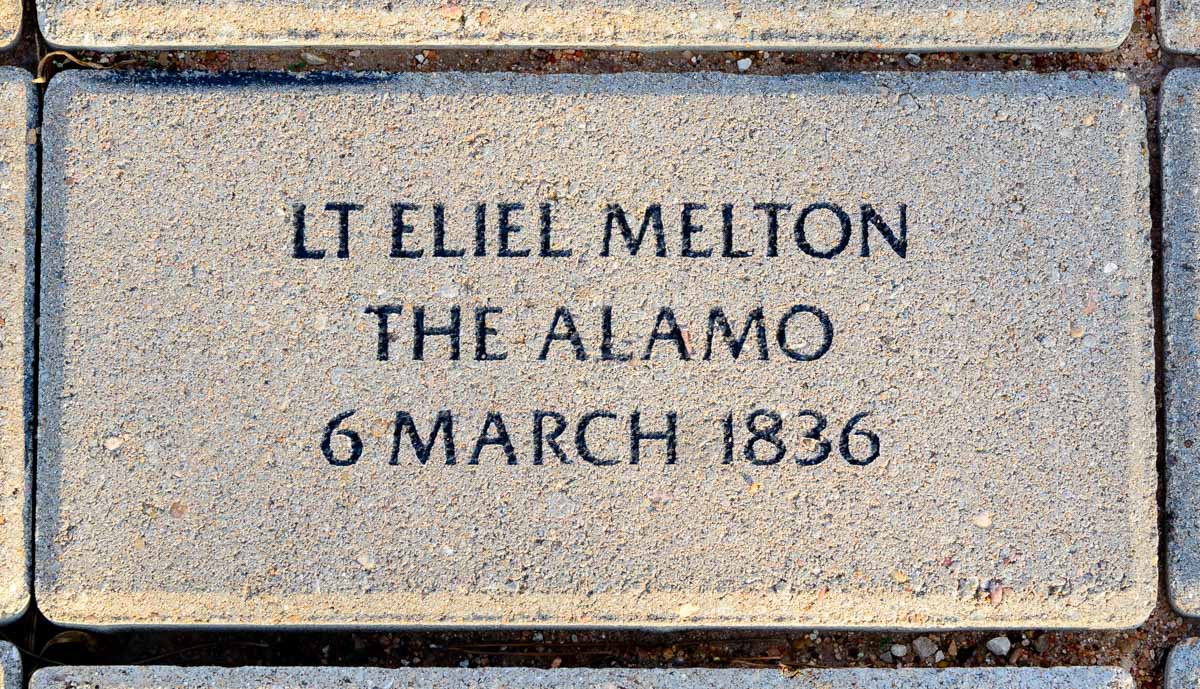 LT ELIEL MELTON
THE ALAMO
6 MARCH 1836